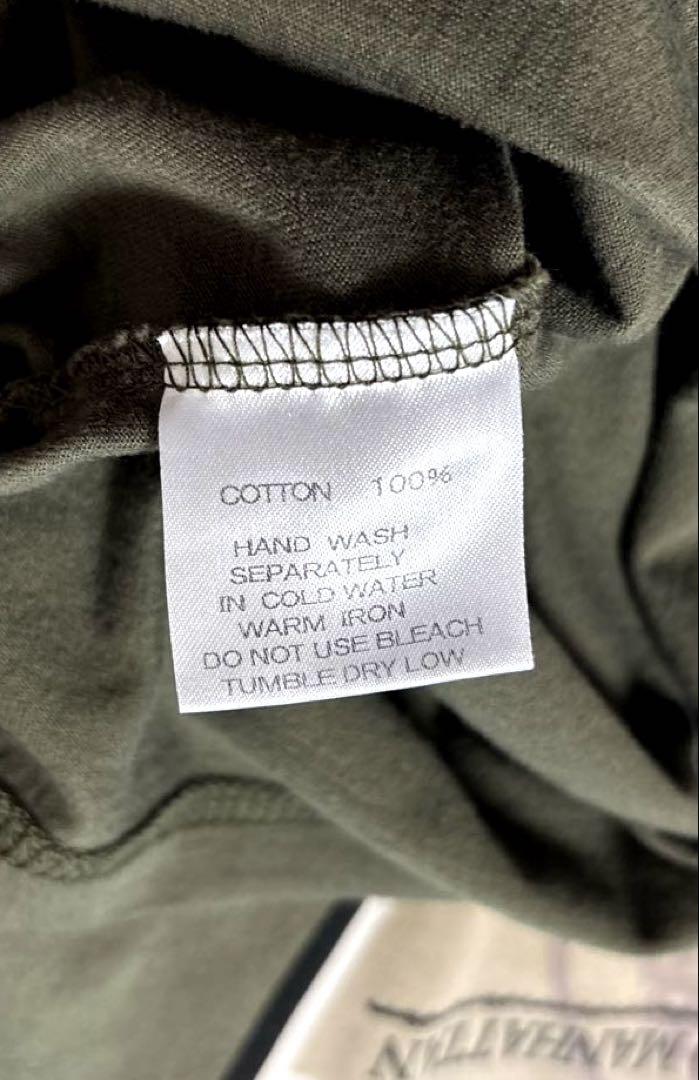 COTTON 100%
HAND WASH
SEPARATELY
IN COLD WATER
WARM IRON
DO NOT USE BLEACH
TUMBLE DRY LOW
MANHATTAN